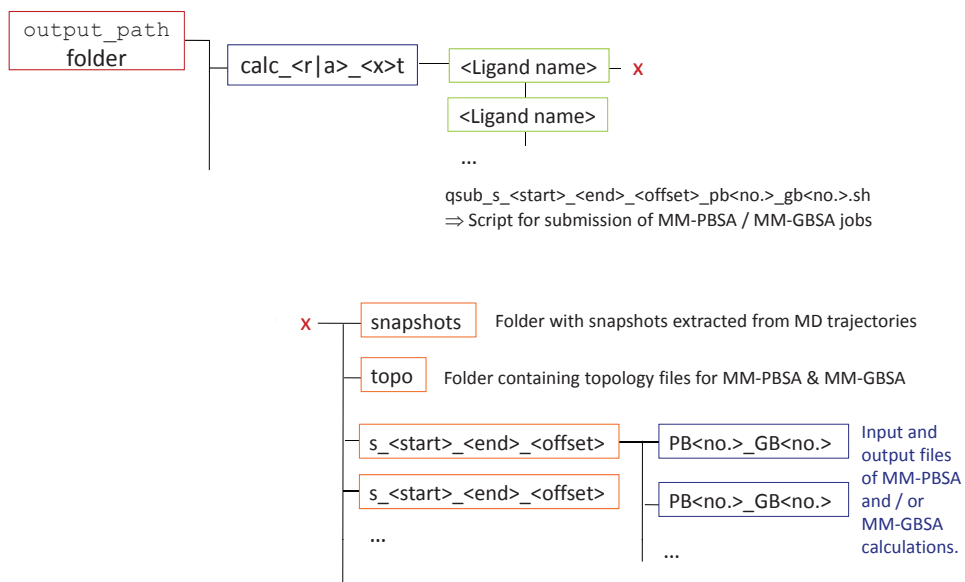 output_path
folder
calc_<r|a>_<x>t
<Ligand name>
x
<Ligand name>
...
qsub_s_<start>_<end>_<offset>_pb<no.>_gb<no.>.sh
⇒ Script for submission of MM-PBSA / MM-GBSA jobs
x
snapshots
Folder with snapshots extracted from MD trajectories
topo
Folder containing topology files for MM-PBSA & MM-GBSA
s_<start>_<end>_<offset>
PB<no.>_GB<no.>
s_<start>_<end>_<offset>
PB<no.>_GB<no.>
...
...
Input and
output files
of MM-PBSA
and / or
MM-GBSA
calculations.